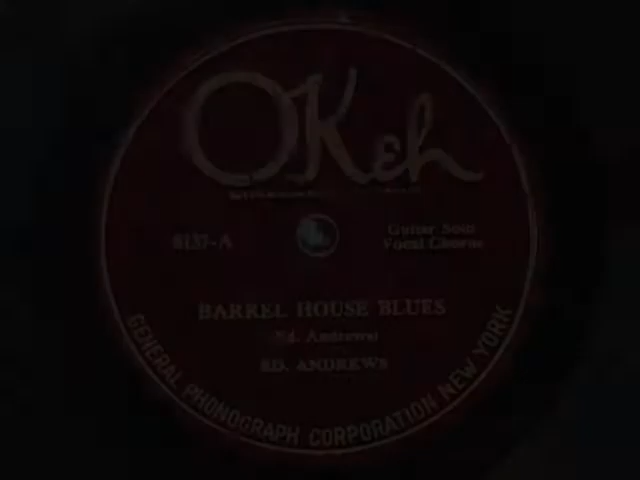 OKeh
8137-A
Guitar Solo
Vocal Chorus
BARREL HOUSE BLUES
(Ed. Andrews)
ED. ANDREWS
GENERAL PHONOGRAPH CORPORATION NEW YORK